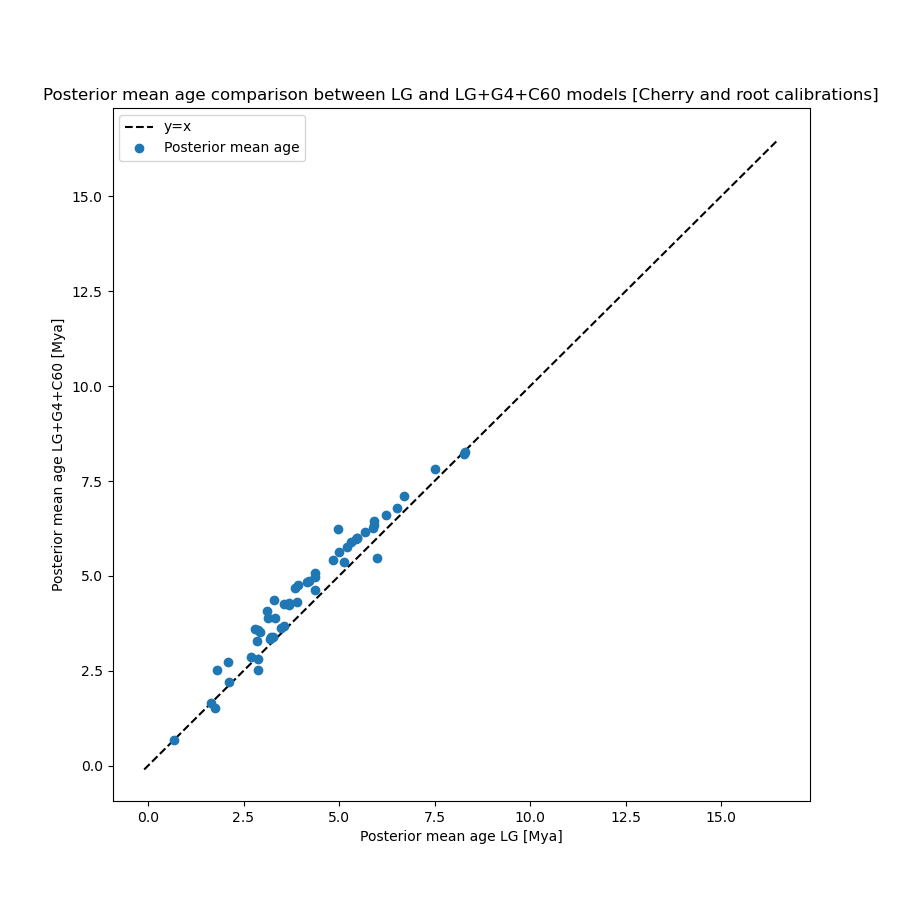 Posterior mean age comparison between LG and LG+G4+C60 models [Cherry and root calibrations]
y=x
Posterior mean age
15.0
12.5
10.0
7.5
5.0
2.5
0.0
Posterior mean age LG+G4+C60 [Mya]
0.0 2.5 5.0 7.5 10.0 12.5 15.0
Posterior mean age LG [Mya]